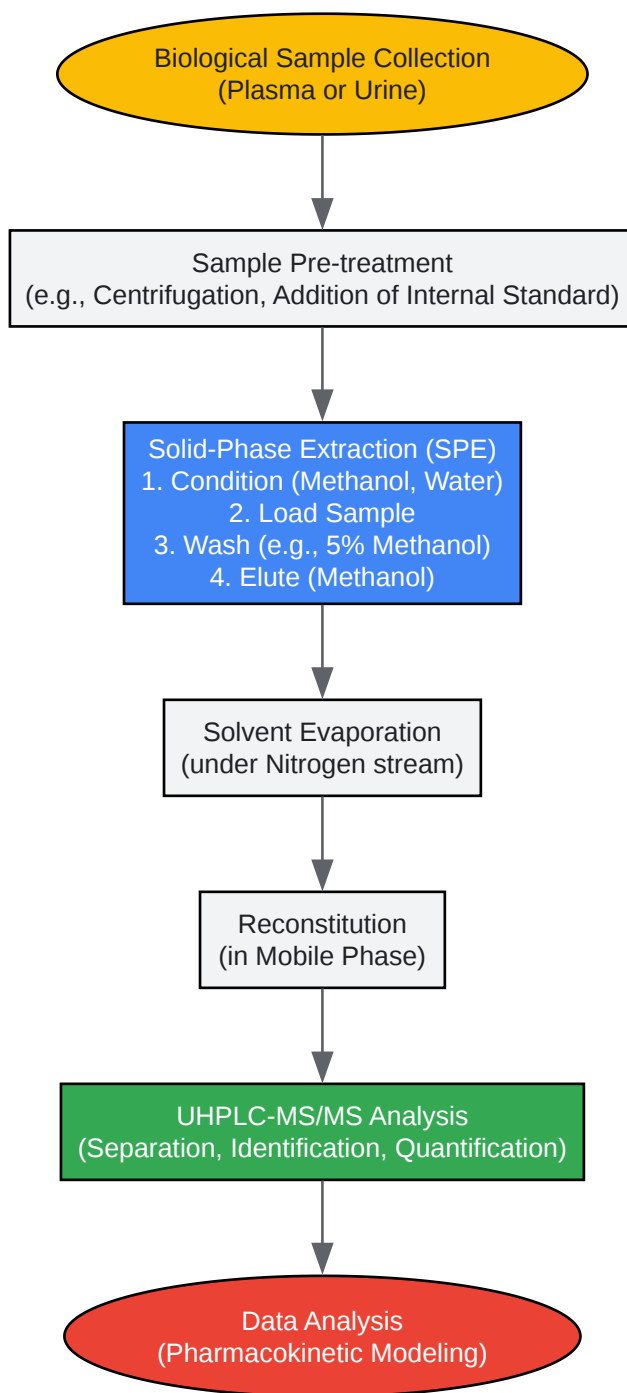 Biological Sample Collection
(Plasma or Urine)
Sample Pre-treatment
(e.g., Centrifugation, Addition of Internal Standard)
Solid-Phase Extraction (SPE)
1. Condition (Methanol, Water)
2. Load Sample
3. Wash (e.g., 5% Methanol)
4. Elute (Methanol)
Solvent Evaporation
(under Nitrogen stream)
Reconstitution
(in Mobile Phase)
UHPLC-MS/MS Analysis
(Separation, Identification, Quantification)
Data Analysis
(Pharmacokinetic Modeling)